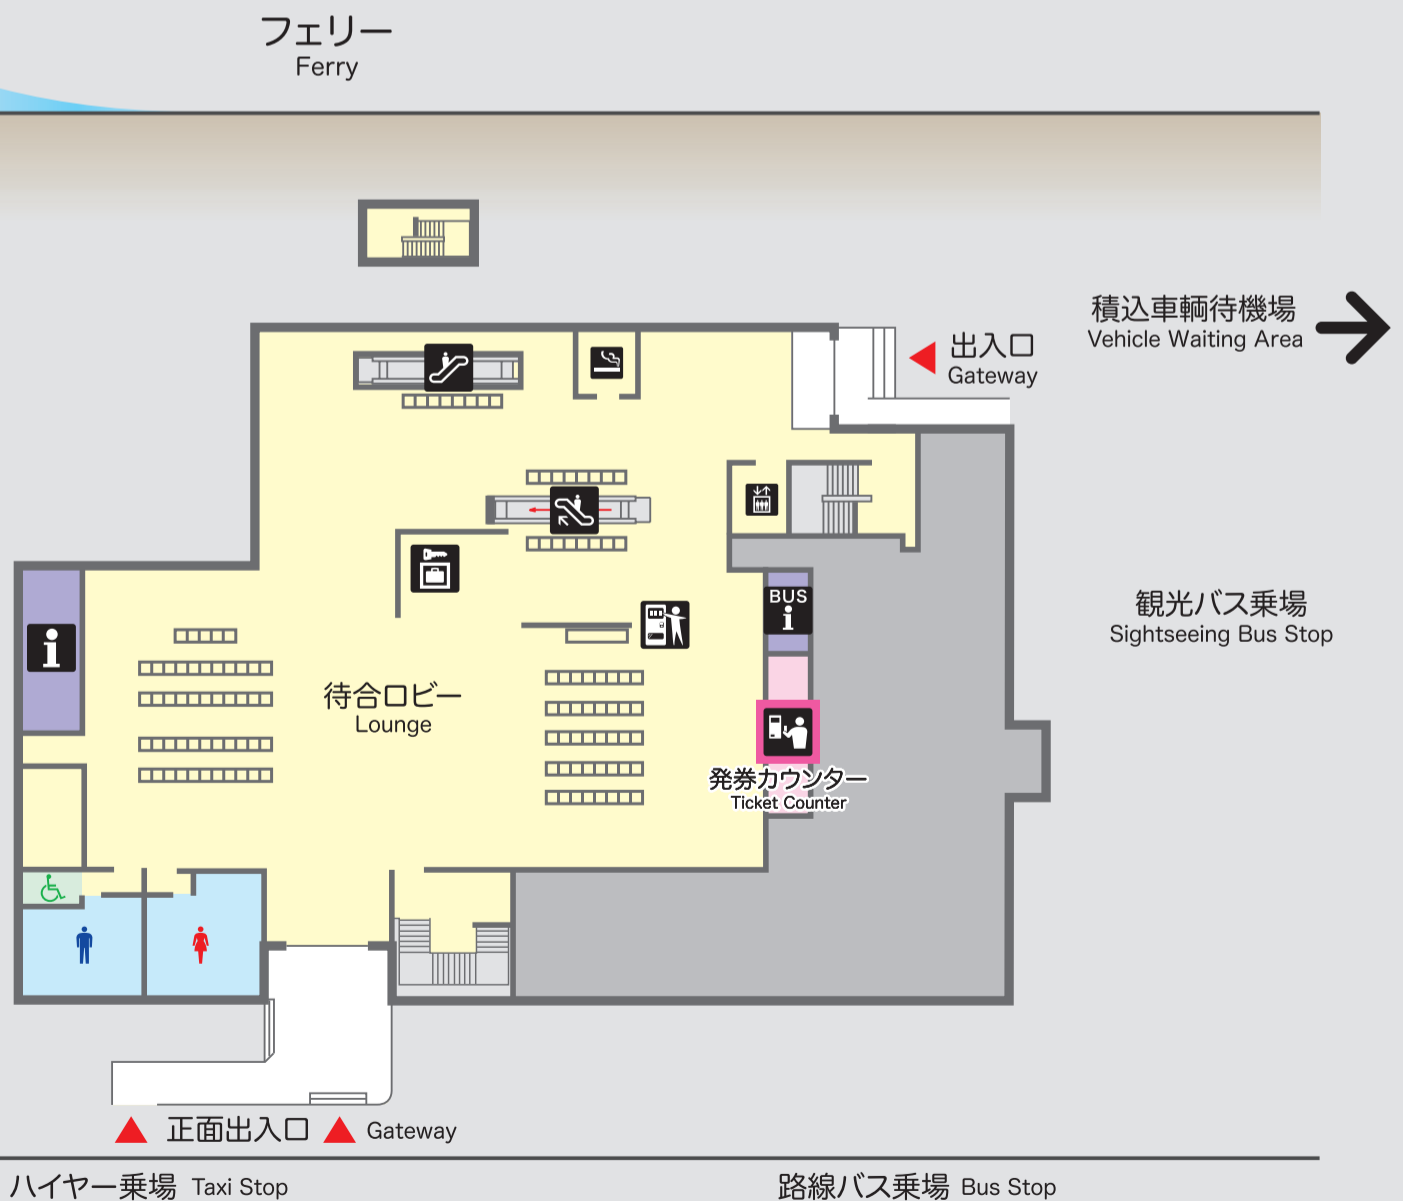 フェリー
Ferry
積込車輌待機場
Vehicle Waiting Area
出入口
Gateway
BUS
i
i
観光バス乗場
Sightseeing Bus Stop
待合ロビー
Lounge
発券カウンター
Ticket Counter
正面出入口 Gateway
ハイヤー乗場 Taxi Stop
路線バス乗場 Bus Stop